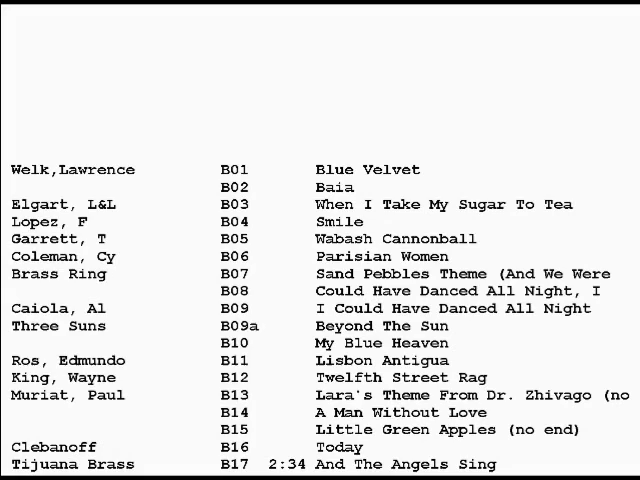 Welk,Lawrence B01 Blue Velvet
B02 Baia
Elgart, L&L B03 When I Take My Sugar To Tea
Lopez, F B04 Smile
Garrett, T B05 Wabash Cannonball
Coleman, Cy B06 Parisian Women
Brass Ring B07 Sand Pebbles Theme (And We Were
B08 Could Have Danced All Night, I
Caiola, Al B09 I Could Have Danced All Night
Three Suns B09a Beyond The Sun
B10 My Blue Heaven
Ros, Edmundo B11 Lisbon Antigua
King, Wayne B12 Twelfth Street Rag
Muriat, Paul B13 Lara's Theme From Dr. Zhivago (no
B14 A Man Without Love
B15 Little Green Apples (no end)
Clebanoff B16 Today
Tijuana Brass B17 2:34 And The Angels Sing